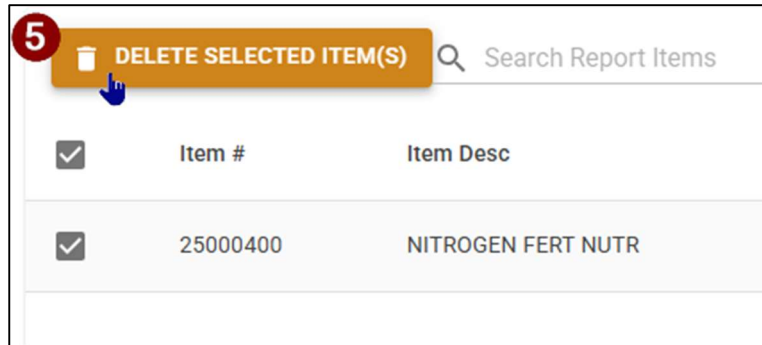 5
DELETE SELECTED ITEM(S) Search Report Items
Item # Item Desc
25000400 NITROGEN FERT NUTR